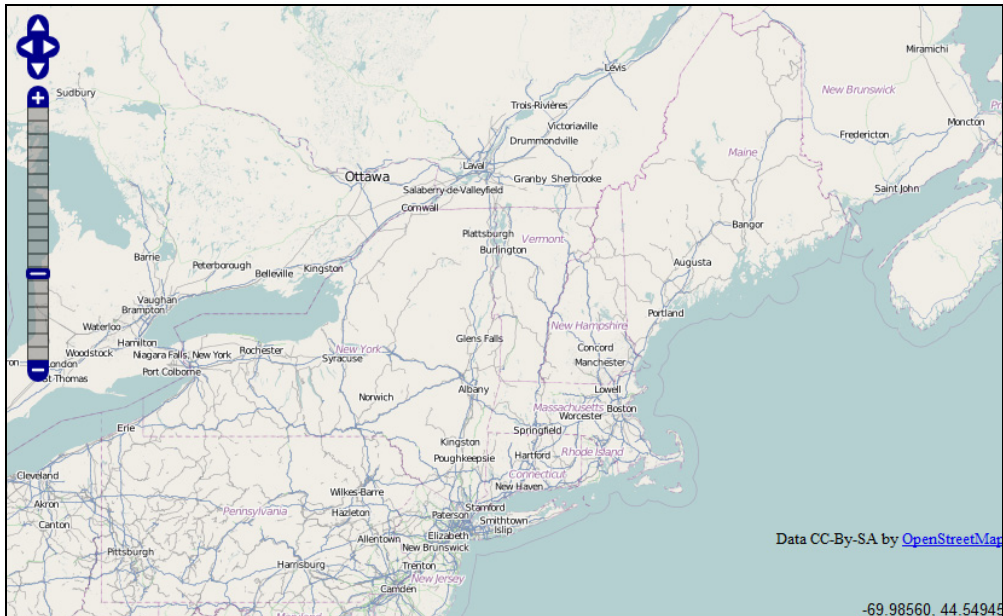 Miramichi
Sudbury
Lévis
New Brunswick
Trois-Rivières
Victoriaville
Moncton
Drummondville
Fredericton
Maine
Laval
Ottawa
Granby
Sherbrooke
Salaberry-de-Valleyfield
Saint John
Cornwall
Bangor
Plattsburgh
Vermont
Burlington
Barrie
Peterborough
Belleville
Kingston
Augusta
Vaughan
Brampton
Portland
Waterloo
New Hampshire
Hamilton
Glens Falls
Woodstock
Niagara Falls, New York
Rochester
New York
Syracuse
Concord
London
Manchester
St-Thomas
Port Colborne
Norwich
Albany
Lowell
Massachusetts
Boston
Worcester
Erie
Springfield
Kingston
Poughkeepsie
Hartford
Rhode Island
Cleveland
Connecticut
New Haven
Akron
Wilkes-Barre
Stamford
Pennsylvania
Hazleton
Paterson
Smithtown
Canton
Islip
Elizabeth
Allentown
New Brunswick
Pittsburgh
Harrisburg
Trenton
New Jersey
Camden
Data CC-By-SA by OpenStreetMap
-69.98560, 44.54949